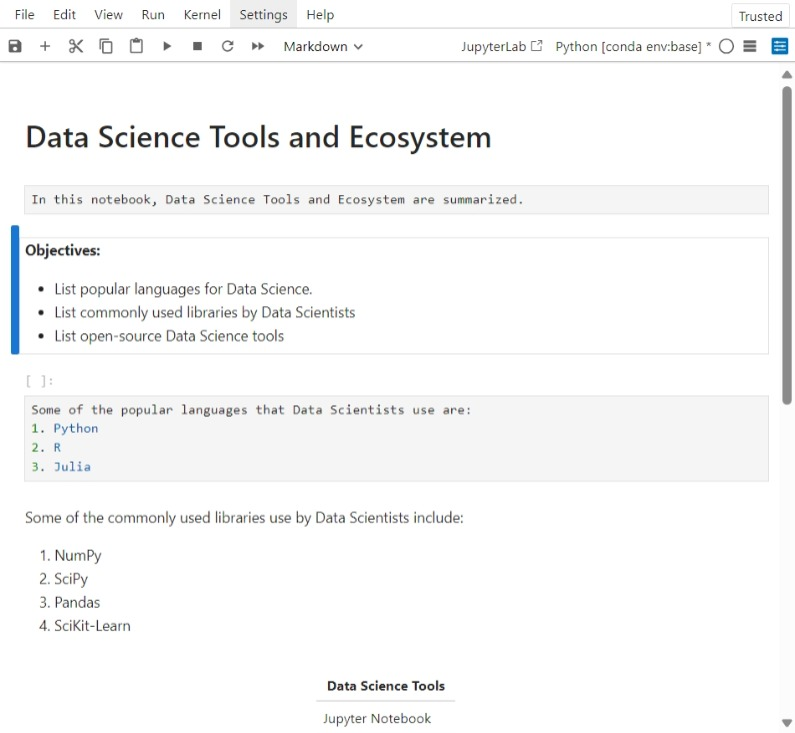 File Edit View Run Kernel Settings Help
Trusted
Markdown
JupyterLab Python [conda env:base] *
Data Science Tools and Ecosystem
In this notebook, Data Science Tools and Ecosystem are summarized.
Objectives:
• List popular languages for Data Science.
• List commonly used libraries by Data Scientists
• List open-source Data Science tools
[ ]:
Some of the popular languages that Data Scientists use are:
1. Python
2. R
3. Julia
Some of the commonly used libraries use by Data Scientists include:
1. NumPy
2. SciPy
3. Pandas
4. SciKit-Learn
Data Science Tools
Jupyter Notebook